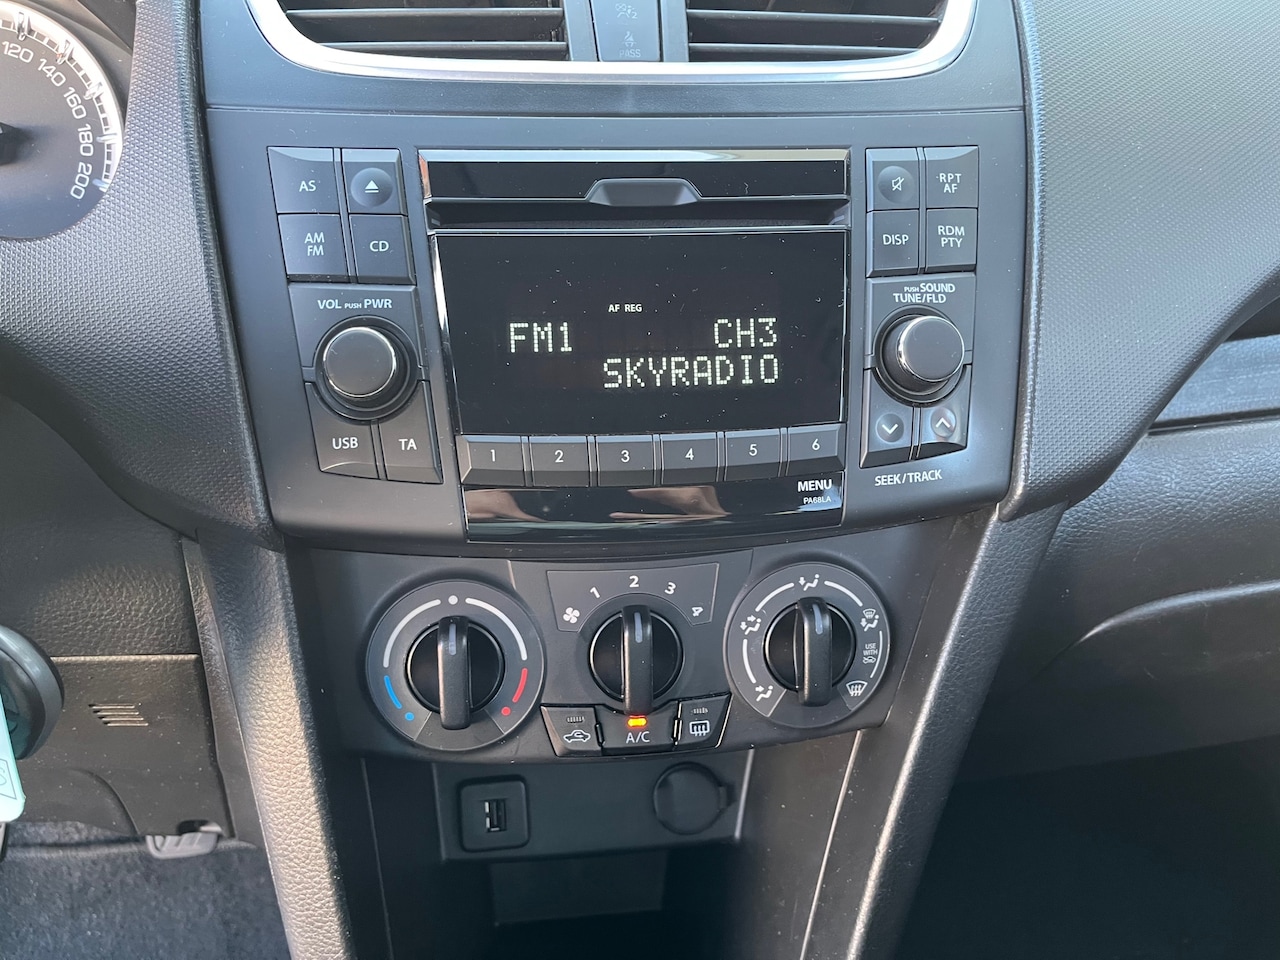 120
140
160
180
200
PASS
AS
AM
FM
CD
VOL PUSH PWR
USB
TA
AF REG
FM1 CH3
SKYRADIO
1 2 3 4 5 6
MENU
PA68LA
RPT
AF
DISP
RDM
PTY
PUSH SOUND
TUNE/FLD
SEEK/TRACK
1 2 3 4
A/C
USE
WITH
S